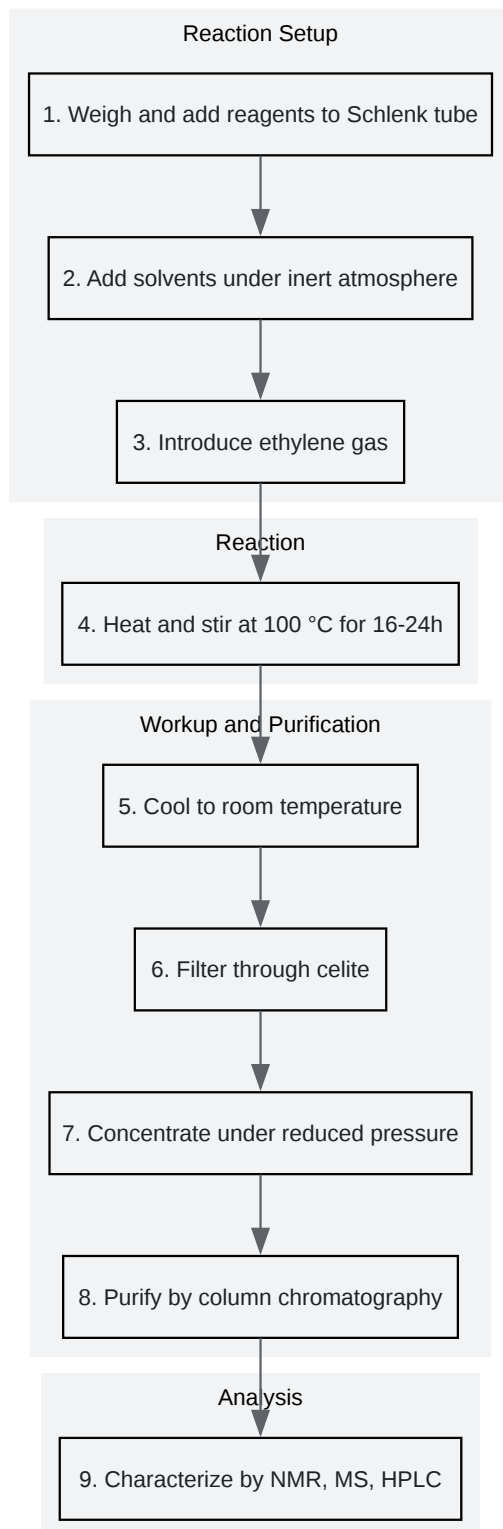 Reaction Setup
1. Weigh and add reagents to Schlenk tube
2. Add solvents under inert atmosphere
3. Introduce ethylene gas
Reaction
4. Heat and stir at 100 °C for 16-24h
Workup and Purification
5. Cool to room temperature
6. Filter through celite
7. Concentrate under reduced pressure
8. Purify by column chromatography
Analysis
9. Characterize by NMR, MS, HPLC